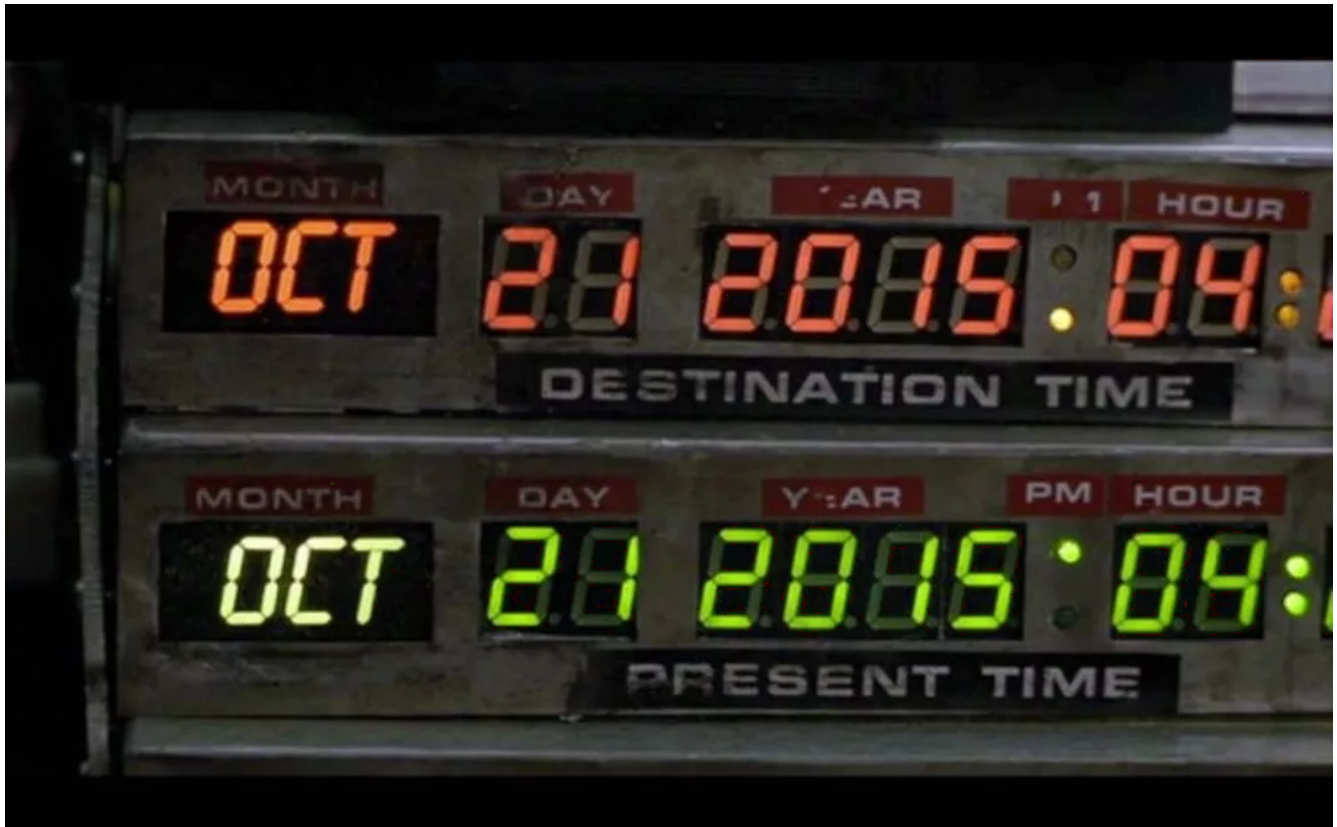 MONTH DAY HOUR
OCT 21 2015 04
DESTINATION TIME
MONTH DAY YEAR PM HOUR
OCT 21 2015 04
PRESENT TIME